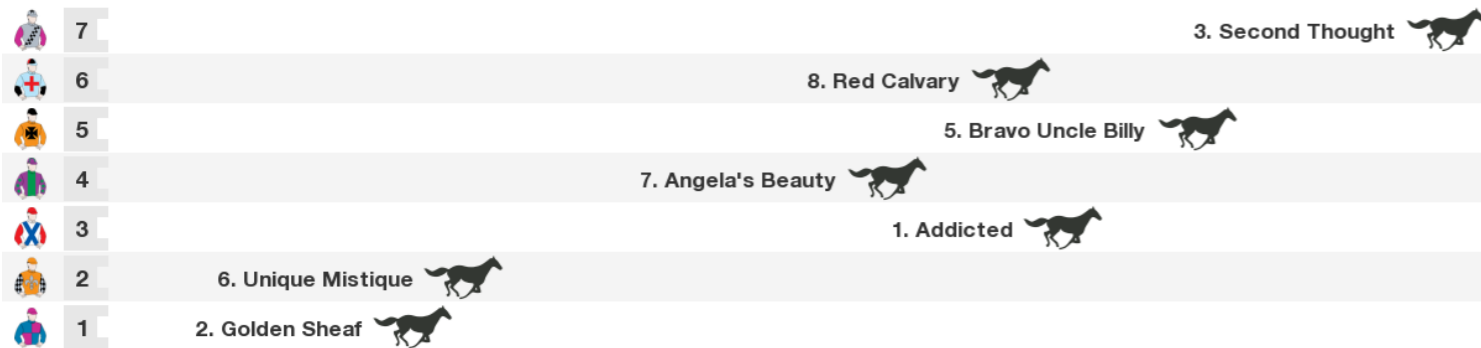 7 3. Second Thought
6 8. Red Calvary
5 5. Bravo Uncle Billy
4 7. Angela's Beauty
3 1. Addicted
2 6. Unique Mistique
1 2. Golden Sheaf